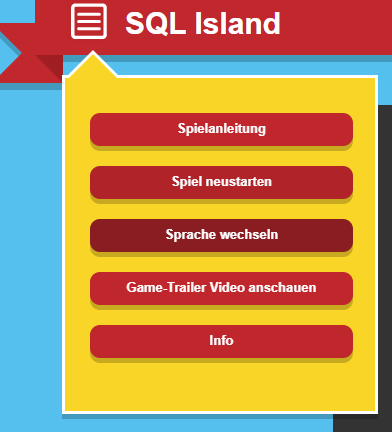 SQL Island
Spielanleitung
Spiel neustarten
Sprache wechseln
Game-Trailer Video anschauen
Info